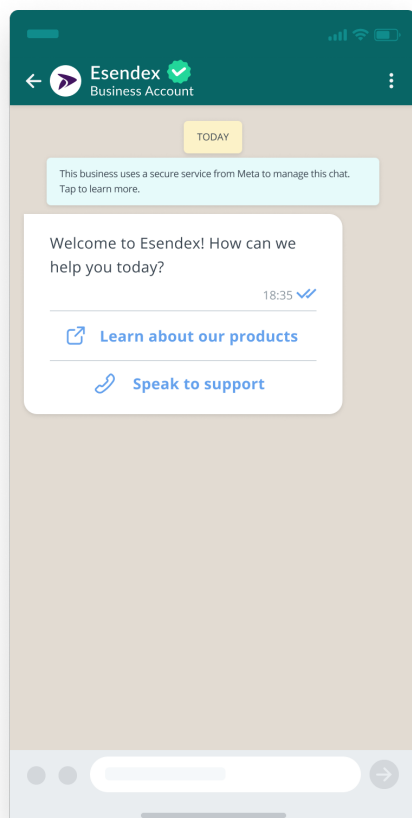 Esendex
Business Account
TODAY
This business uses a secure service from Meta to manage this chat.
Tap to learn more.
Welcome to Esendex! How can we
help you today?
18:35
Learn about our products
Speak to support